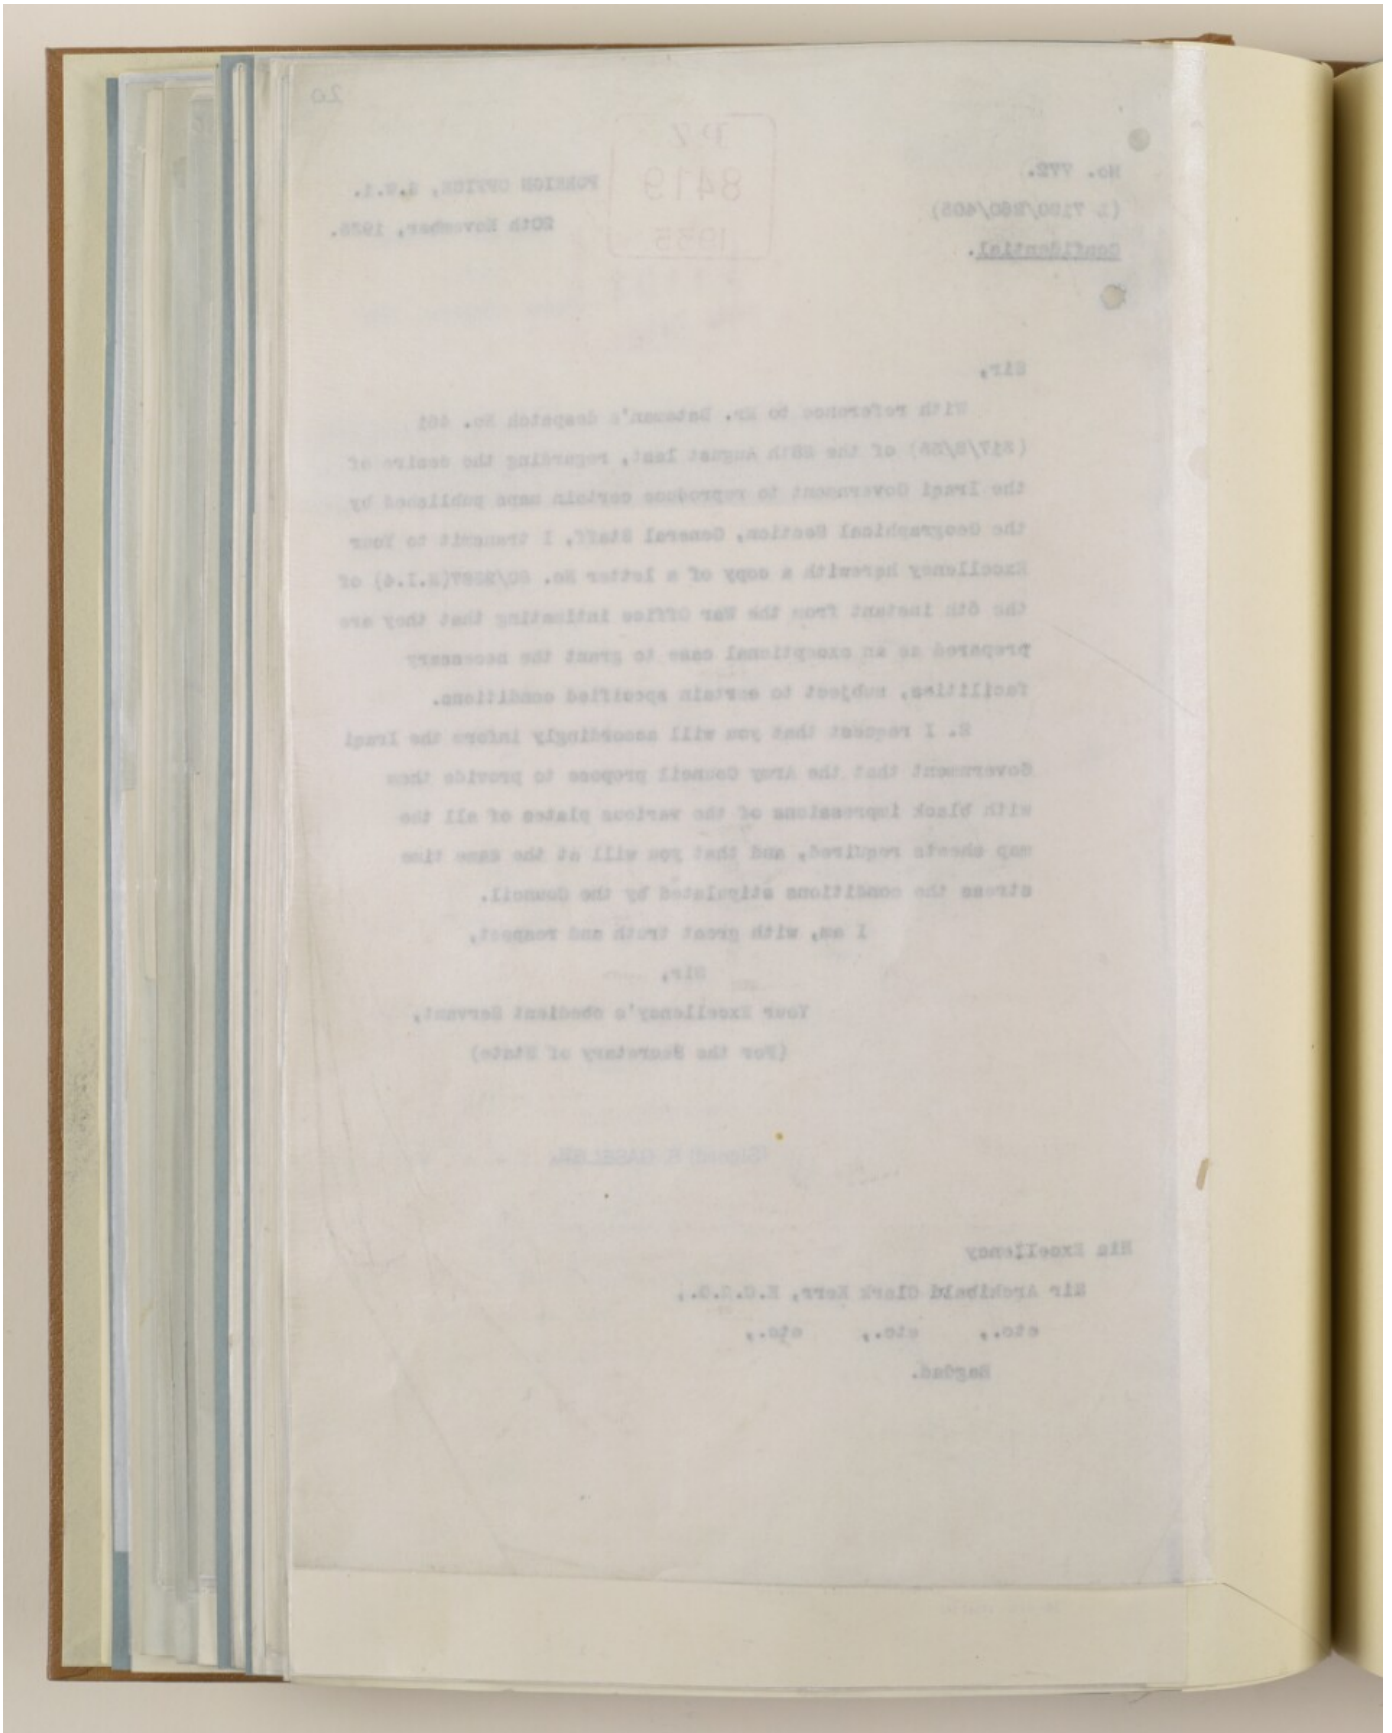 20
PZ
8419
1935
No. 772.
FOREIGN OFFICE, S.W.1.
20th November, 1935.
Confidential.
Sir,
With reference to Mr. Bateman's despatch No. 461
of the 28th August last, regarding the desire of
the Iraqi Government to reproduce certain maps published by
the Geographical Section, General Staff, I transmit to Your
Excellency herewith a copy of a letter No. of
the 6th instant from the War Office intimating that they are
prepared as an exceptional case to grant the necessary
facilities, subject to certain specified conditions.
2. I request that you will accordingly inform the Iraqi
Government that the Army Council propose to provide them
with black impressions of the various plates of all the
map sheets required, and that you will at the same time
stress the conditions stipulated by the Council.
I am, with great truth and respect,
Sir,
Your Excellency's obedient Servant,
(For the Secretary of State)
(Signed)
His Excellency
Sir Archibald Clark Kerr, K.C.M.G.,
etc., etc., etc.,
Bagdad.